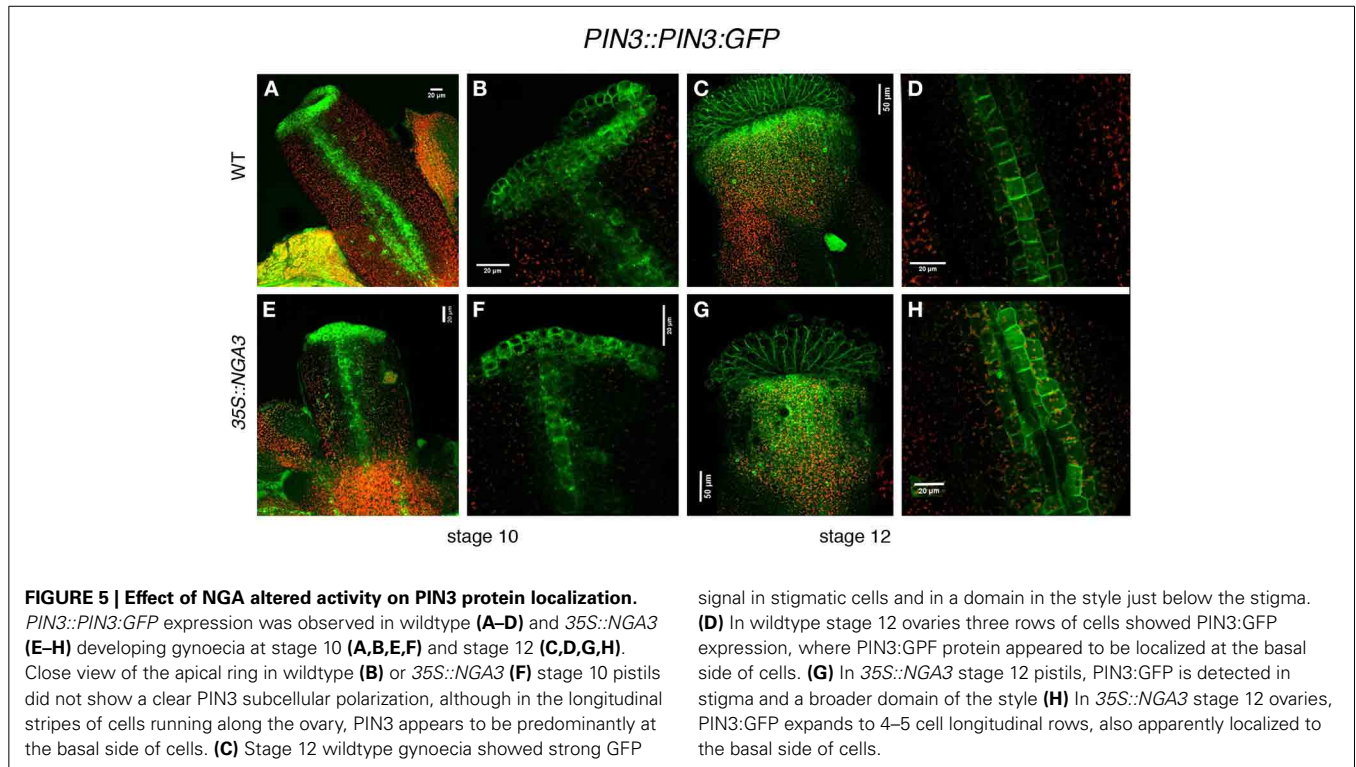 PIN3::PIN3:GFP
A B C D
20 µm
20 µm
50 µm
20 µm
WT
E F G H
20 µm
20 µm
50 µm
20 µm
35S::NGA3
stage 10 stage 12
FIGURE 5 | Effect of NGA altered activity on PIN3 protein localization.
PIN3::PIN3:GFP expression was observed in wildtype (A–D) and 35S::NGA3
(E–H) developing gynoecia at stage 10 (A,B,E,F) and stage 12 (C,D,G,H).
Close view of the apical ring in wildtype (B) or 35S::NGA3 (F) stage 10 pistils
did not show a clear PIN3 subcellular polarization, although in the longitudinal
stripes of cells running along the ovary, PIN3 appears to be predominantly at
the basal side of cells. (C) Stage 12 wildtype gynoecia showed strong GFP
signal in stigmatic cells and in a domain in the style just below the stigma.
(D) In wildtype stage 12 ovaries three rows of cells showed PIN3:GFP
expression, where PIN3:GPF protein appeared to be localized at the basal
side of cells. (G) In 35S::NGA3 stage 12 pistils, PIN3:GFP is detected in
stigma and a broader domain of the style (H) In 35S::NGA3 stage 12 ovaries,
PIN3:GFP expands to 4–5 cell longitudinal rows, also apparently localized to
the basal side of cells.